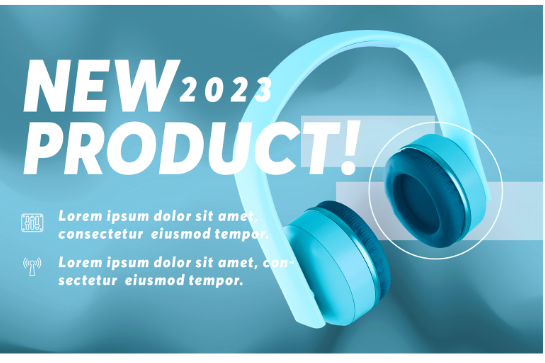 NEW 2023
PRODUCT!
Lorem ipsum dolor sit amet,
consectetur eiusmod tempor.
Lorem ipsum dolor sit amet, con-
sectetur eiusmod tempor.